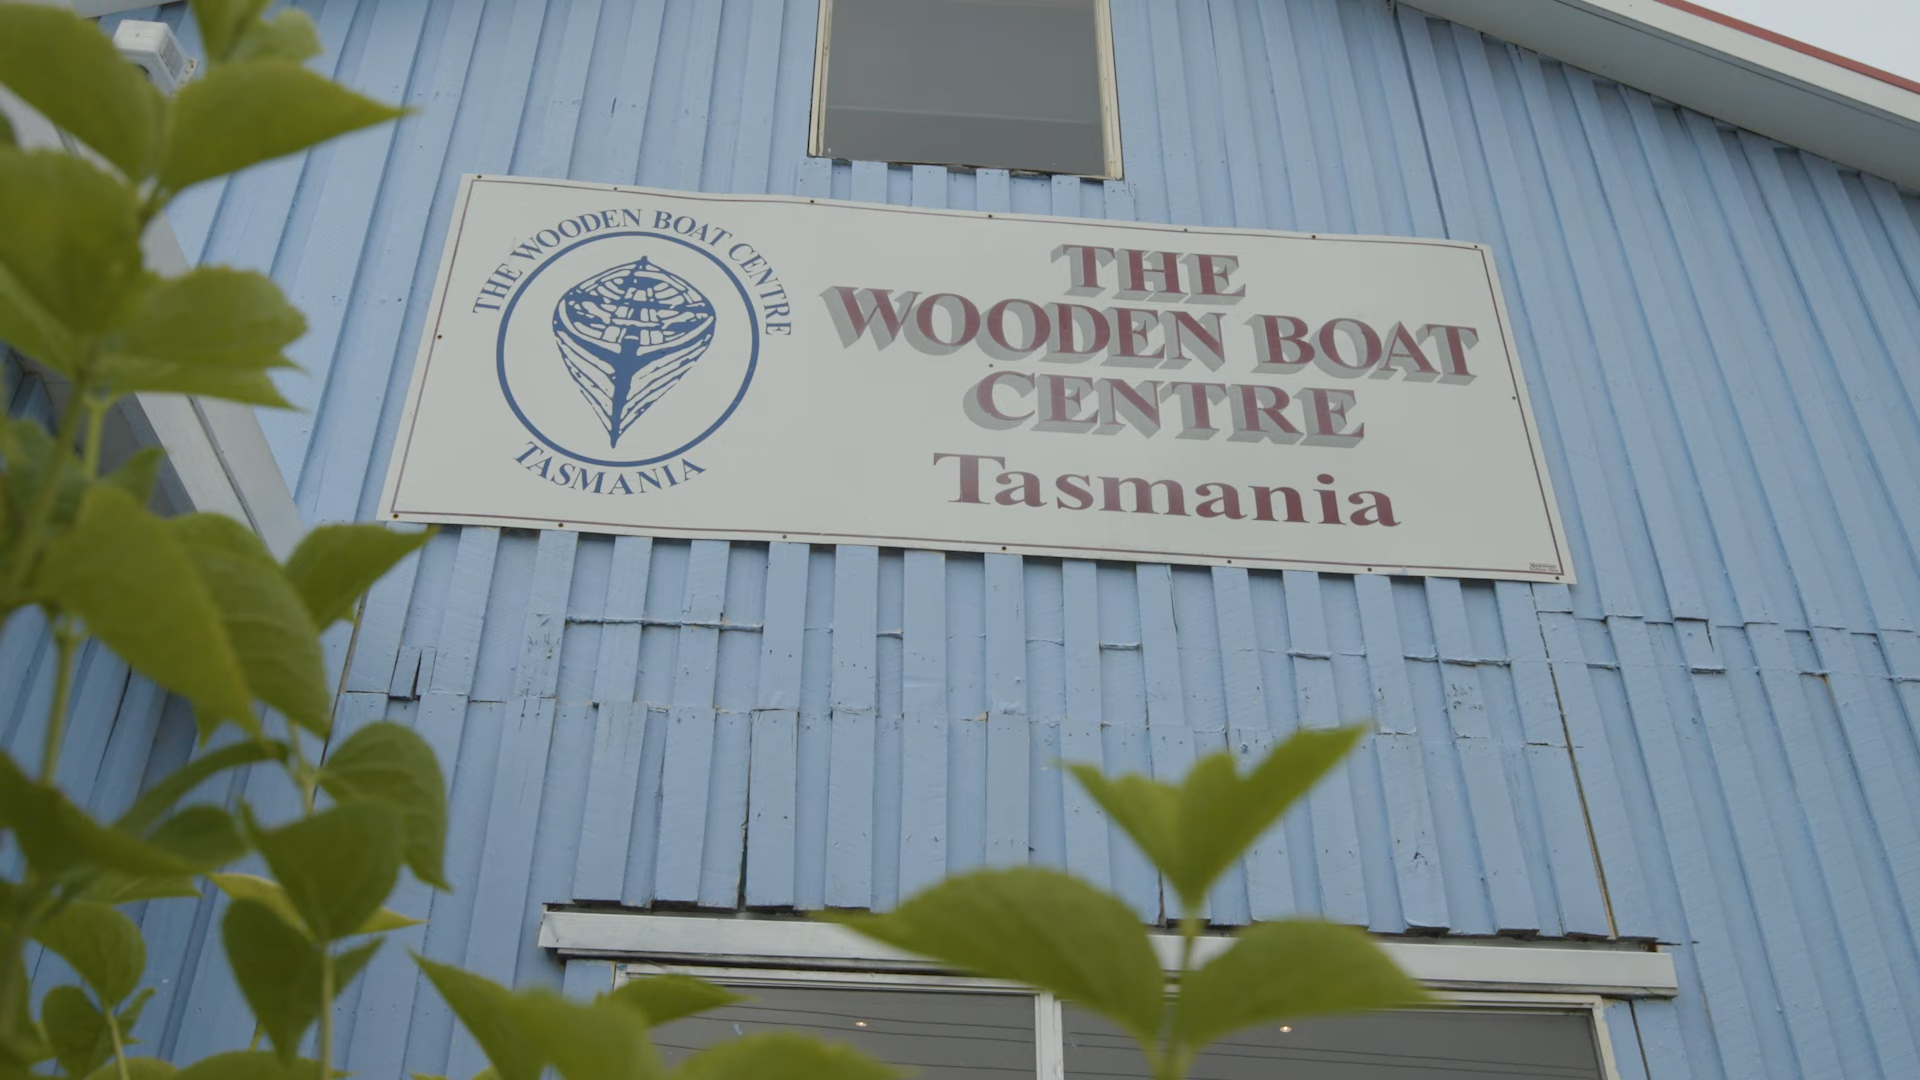 THE WOODEN BOAT CENTRE
TASMANIA
THE
WOODEN BOAT
CENTRE
Tasmania